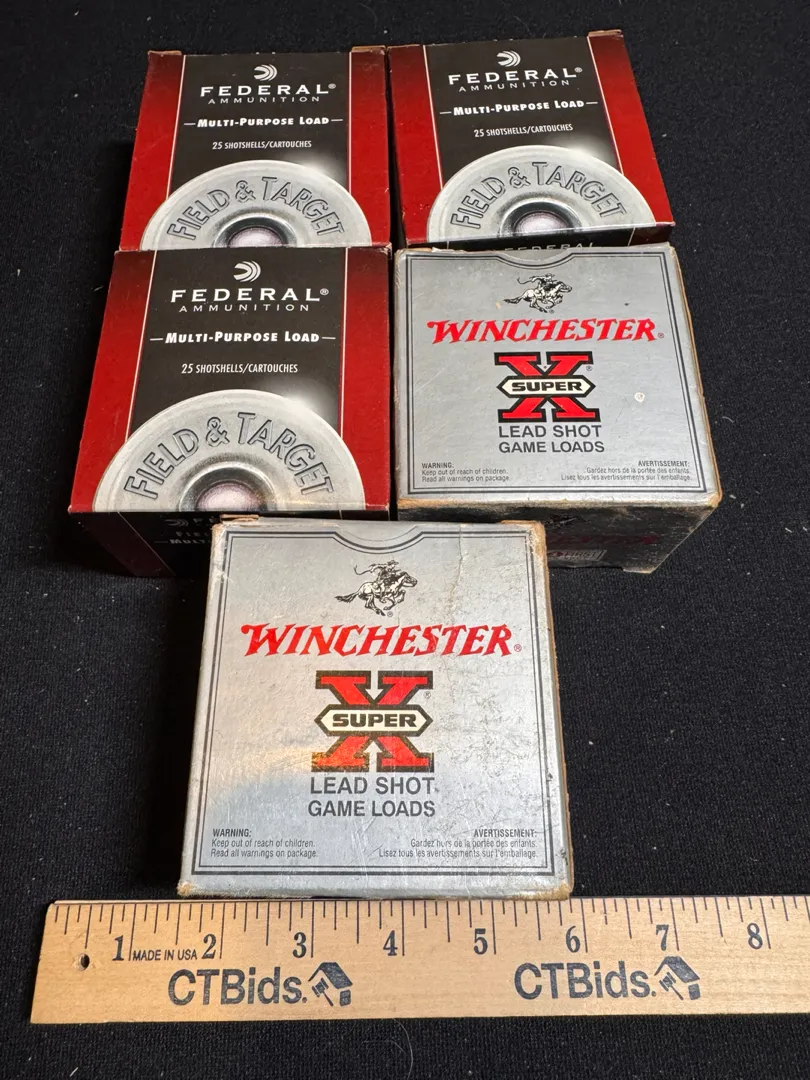 FEDERAL®
AMMUNITION
MULTI-PURPOSE LOAD
25 SHOTSHELLS/CARTOUCHES
FIELD & TARGET
FEDERAL®
AMMUNITION
MULTI-PURPOSE LOAD
25 SHOTSHELLS/CARTOUCHES
FIELD & TARGET
FEDERAL
FEDERAL®
AMMUNITION
MULTI-PURPOSE LOAD
25 SHOTSHELLS/CARTOUCHES
FIELD & TARGET
WINCHESTER®
X SUPER ®
LEAD SHOT
GAME LOADS
WARNING:
Keep out of reach of children.
Read all warnings on package.
AVERTISSEMENT:
Gardez hors de la portée des enfants.
Lisez tous les avertissements sur l'emballage.
WINCHESTER®
X SUPER ®
LEAD SHOT
GAME LOADS
WARNING:
Keep out of reach of children.
Read all warnings on package.
AVERTISSEMENT:
Gardez hors de la portée des enfants.
Lisez tous les avertissements sur l'emballage.
1 MADE IN USA 2 3 4 5 6 7 8
CTBids. CTBids.